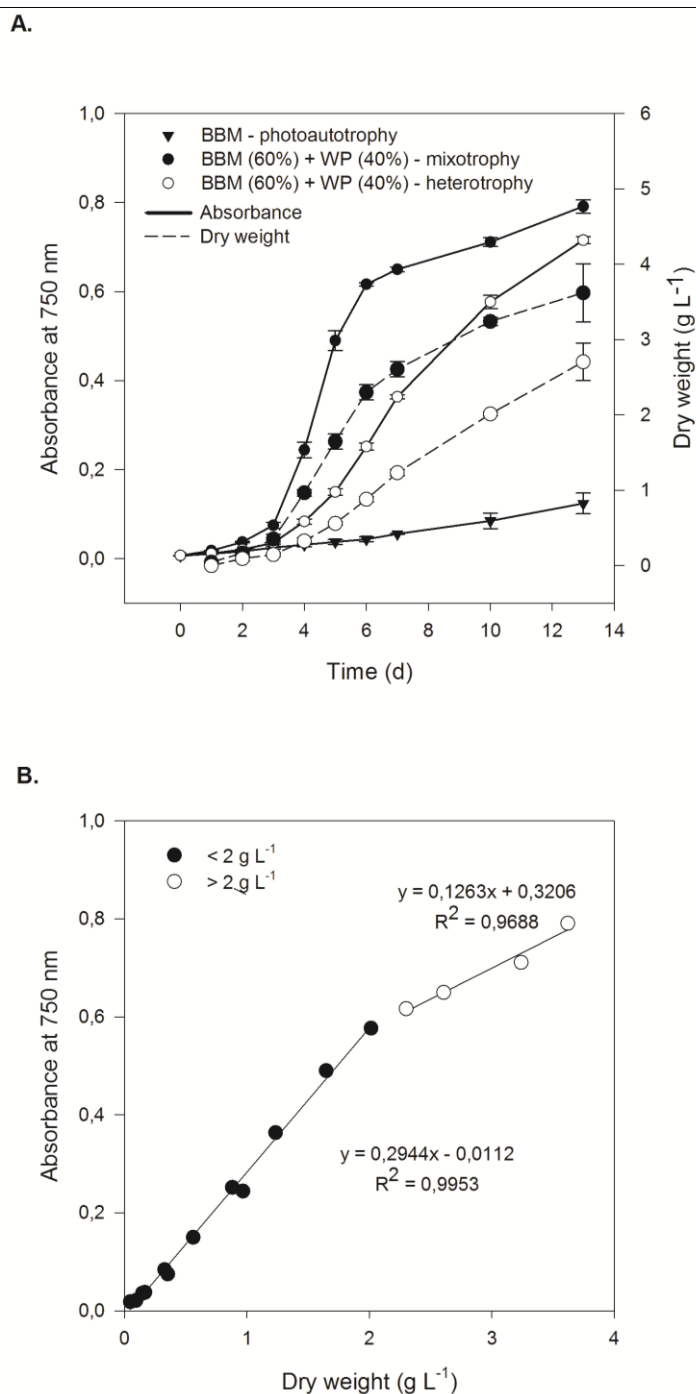 A.
1,0
0,8
0,6
0,4
0,2
0,0
Absorbance at 750 nm
BBM - photoautotrophy
BBM (60%) + WP (40%) - mixotrophy
BBM (60%) + WP (40%) - heterotrophy
Absorbance
Dry weight
6
5
4
3
2
1
0
Dry weight (g L-1)
0 2 4 6 8 10 12 14
Time (d)
B.
1,0
0,8
0,6
0,4
0,2
0,0
Absorbance at 750 nm
< 2 g L-1
> 2 g L-1
y = 0,1263x + 0,3206
R2 = 0,9688
y = 0,2944x - 0,0112
R2 = 0,9953
0 1 2 3 4
Dry weight (g L-1)